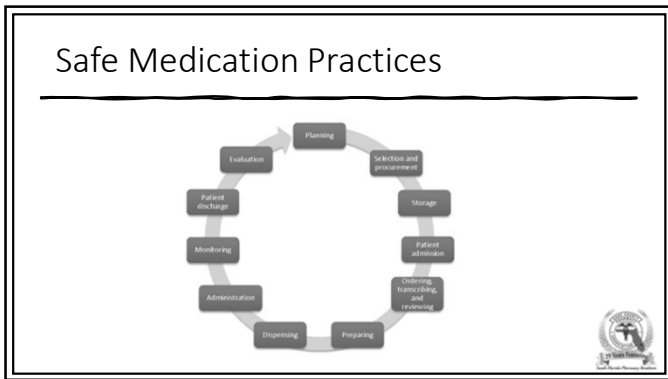 Safe Medication Practices
Planning
Selection and
procurement
Storage
Patient
admission
Ordering,
transcribing,
and
reviewing
Preparing
Dispensing
Administration
Monitoring
Patient
discharge
Evaluation